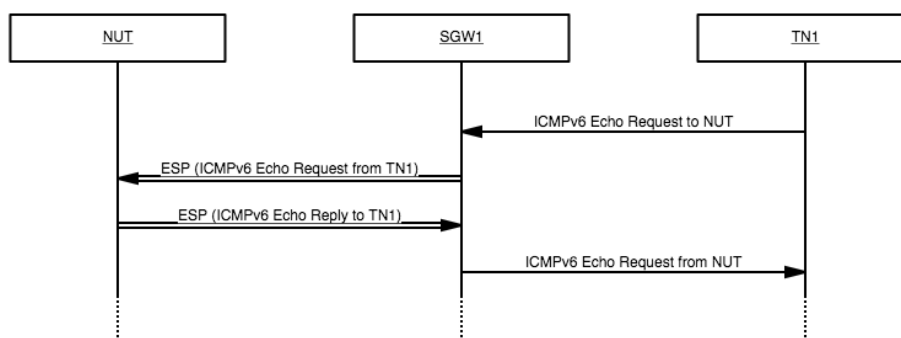 NUT
SGW1
TN1
ICMPv6 Echo Request to NUT
ESP (ICMPv6 Echo Request from TN1)
ESP (ICMPv6 Echo Reply to TN1)
ICMPv6 Echo Request from NUT